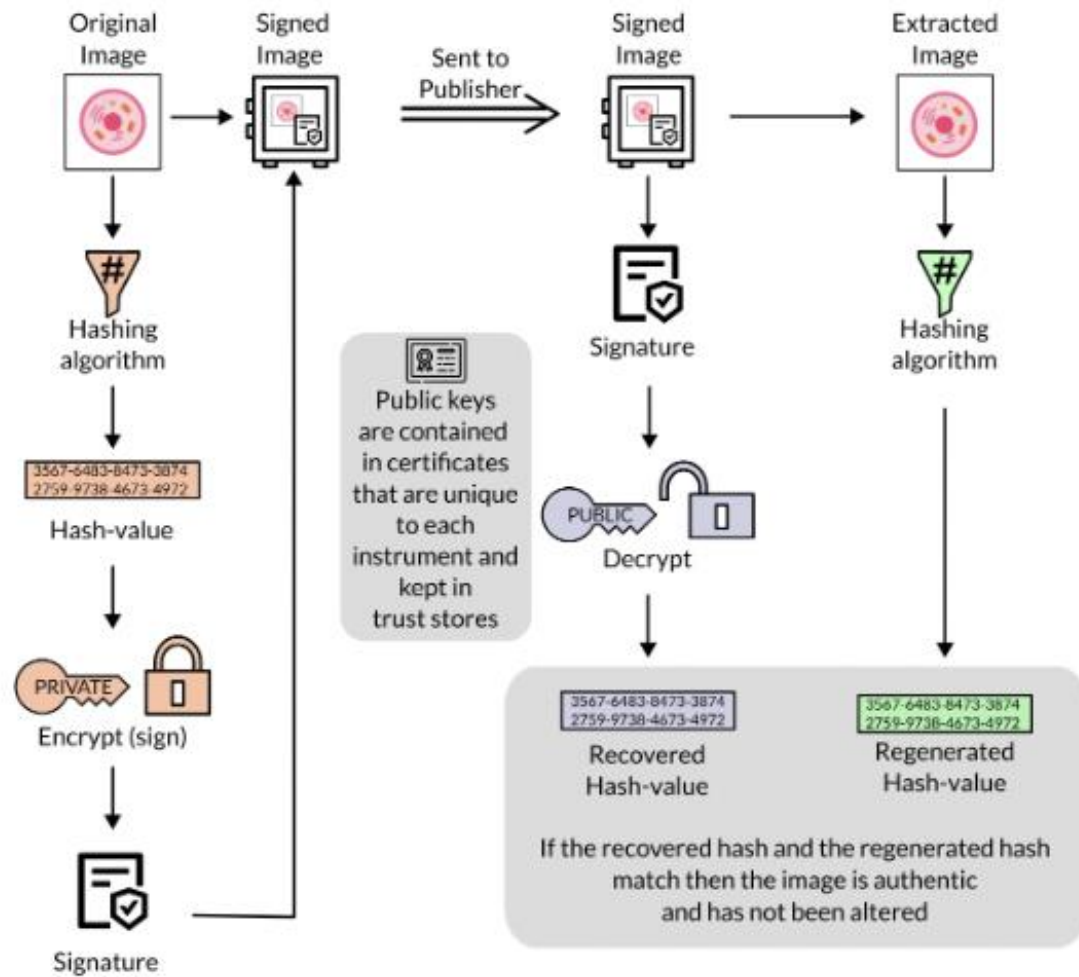 Original
Image
Signed
Image
Sent to
Publisher
Signed
Image
Extracted
Image
#
Hashing
algorithm
3567-6483-8473-3874
2759-9738-4673-4972
Hash-value
PRIVATE
Encrypt (sign)
Signature
Public keys
are contained
in certificates
that are unique
to each
instrument and
kept in
trust stores
Signature
PUBLIC
Decrypt
#
Hashing
algorithm
3567-6483-8473-3874
2759-9738-4673-4972
Recovered
Hash-value
3567-6483-8473-3874
2759-9738-4673-4972
Regenerated
Hash-value
If the recovered hash and the regenerated hash
match then the image is authentic
and has not been altered